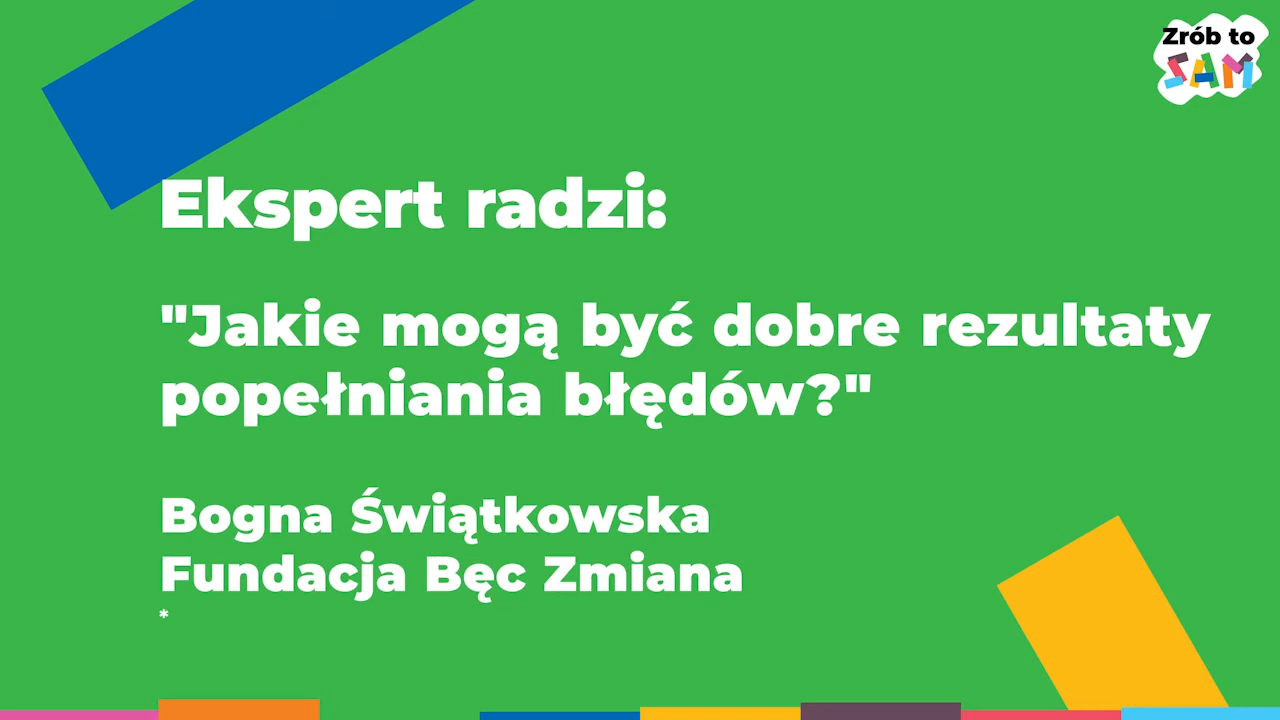 Zrób to
SAM
Ekspert radzi:
"Jakie mogą być dobre rezultaty
popełniania błędów?"
Bogna Świątkowska
Fundacja Bęc Zmiana
*